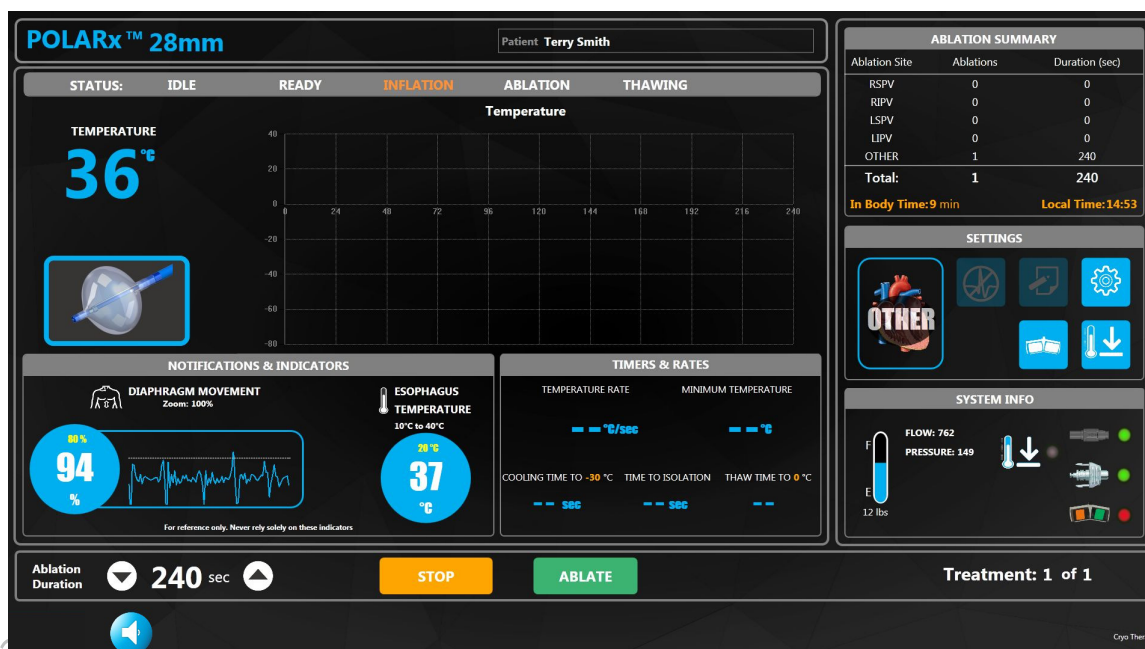 POLARx™ 28mm
Patient Terry Smith
STATUS: IDLE READY INFLATION ABLATION THAWING
Temperature
TEMPERATURE
36 °C
40
20
0
0 24 48 72 96 120 144 168 192 216 240
-20
-40
-60
-80
NOTIFICATIONS & INDICATORS
DIAPHRAGM MOVEMENT
Zoom: 100%
80 %
94
%
ESOPHAGUS
TEMPERATURE
10°C to 40°C
20 °C
37
°C
For reference only. Never rely solely on these indicators
TIMERS & RATES
TEMPERATURE RATE MINIMUM TEMPERATURE
– – °C/sec – – °C
COOLING TIME TO -30 °C TIME TO ISOLATION THAW TIME TO 0 °C
– – sec – – sec – –
ABLATION SUMMARY
Ablation Site Ablations Duration (sec)
RSPV 0 0
RIPV 0 0
LSPV 0 0
LIPV 0 0
OTHER 1 240
Total: 1 240
In Body Time: 9 min Local Time: 14:53
SETTINGS
OTHER
SYSTEM INFO
F
E
12 lbs
FLOW: 762
PRESSURE: 149
Ablation
Duration
240 sec
STOP
ABLATE
Treatment: 1 of 1
Cryo Ther